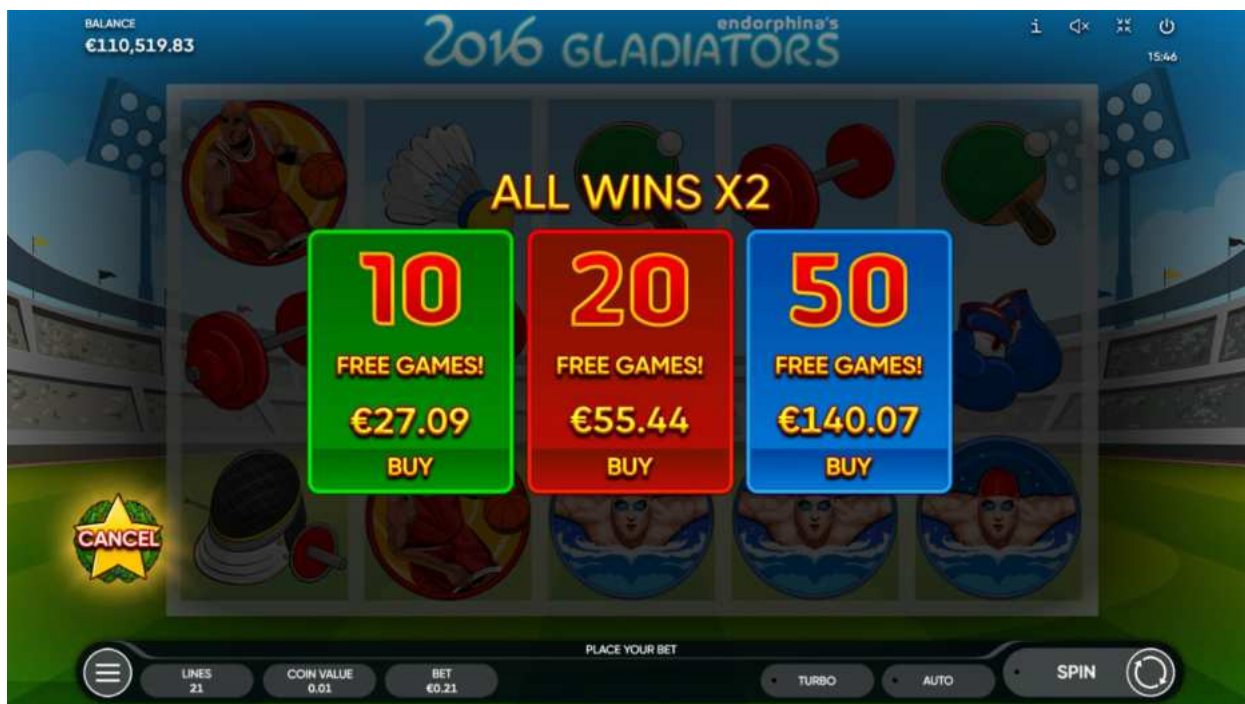 BALANCE
€110,519.83
endorphina's
2016 GLADIATORS
i
15:46
ALL WINS X2
10
FREE GAMES!
€27.09
BUY
20
FREE GAMES!
€55.44
BUY
50
FREE GAMES!
€140.07
BUY
CANCEL
PLACE YOUR BET
LINES
21
COIN VALUE
0.01
BET
€0.21
TURBO
AUTO
SPIN